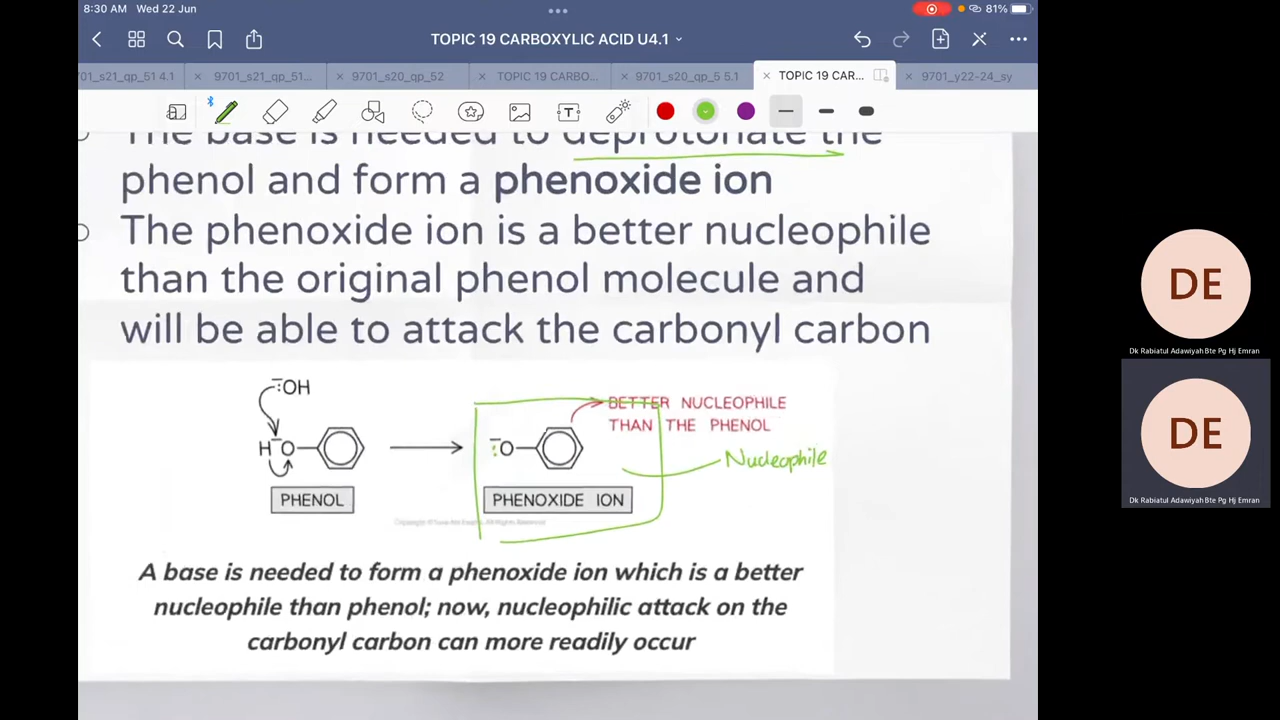 8:30 AM Wed 22 Jun
81%
TOPIC 19 CARBOXYLIC ACID U4.1
'71_s21_qp_51 4.1
9701_s21_qp_51...
9701_s20_qp_52
TOPIC 19 CARBO...
9701_s20_qp_5 5.1
TOPIC 19 CAR...
9701_y22-24_sy
The base is needed to deprotonate the
phenol and form a phenoxide ion
The phenoxide ion is a better nucleophile
than the original phenol molecule and
will be able to attack the carbonyl carbon
:OH
H O
PHENOL
:O
PHENOXIDE ION
BETTER NUCLEOPHILE
THAN THE PHENOL
Nucleophile
A base is needed to form a phenoxide ion which is a better
nucleophile than phenol; now, nucleophilic attack on the
carbonyl carbon can more readily occur
DE
Dk Rabiatul Adawiyah Bte Pg Hj Emran
DE
Dk Rabiatul Adawiyah Bte Pg Hj Emran